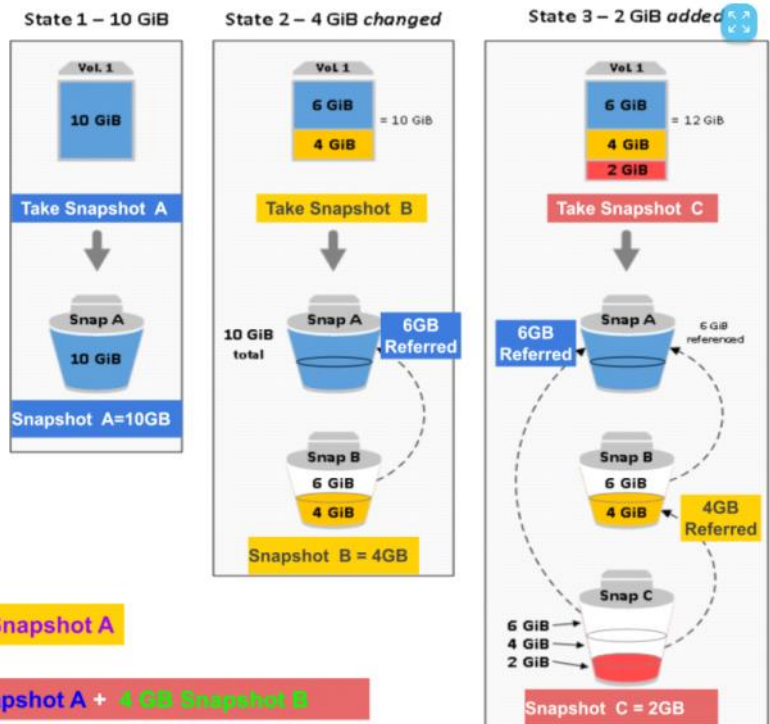 State 1 – 10 GiB
Vol. 1
10 GiB
Take Snapshot A
Snap A
10 GiB
Snapshot A=10GB
State 2 – 4 GiB changed
Vol. 1
6 GiB
4 GiB
= 10 GiB
Take Snapshot B
10 GiB
total
Snap A
6GB
Referred
Snap B
6 GiB
4 GiB
Snapshot B = 4GB
State 3 – 2 GiB added
Vol. 1
6 GiB
4 GiB
2 GiB
= 12 GiB
Take Snapshot C
6GB
Referred
Snap A
6 GiB
referenced
Snap B
6 GiB
4 GiB
4GB
Referred
Snap C
6 GiB
4 GiB
2 GiB
Snapshot C = 2GB
napshot A
pshot A + 4 GB Snapshot B